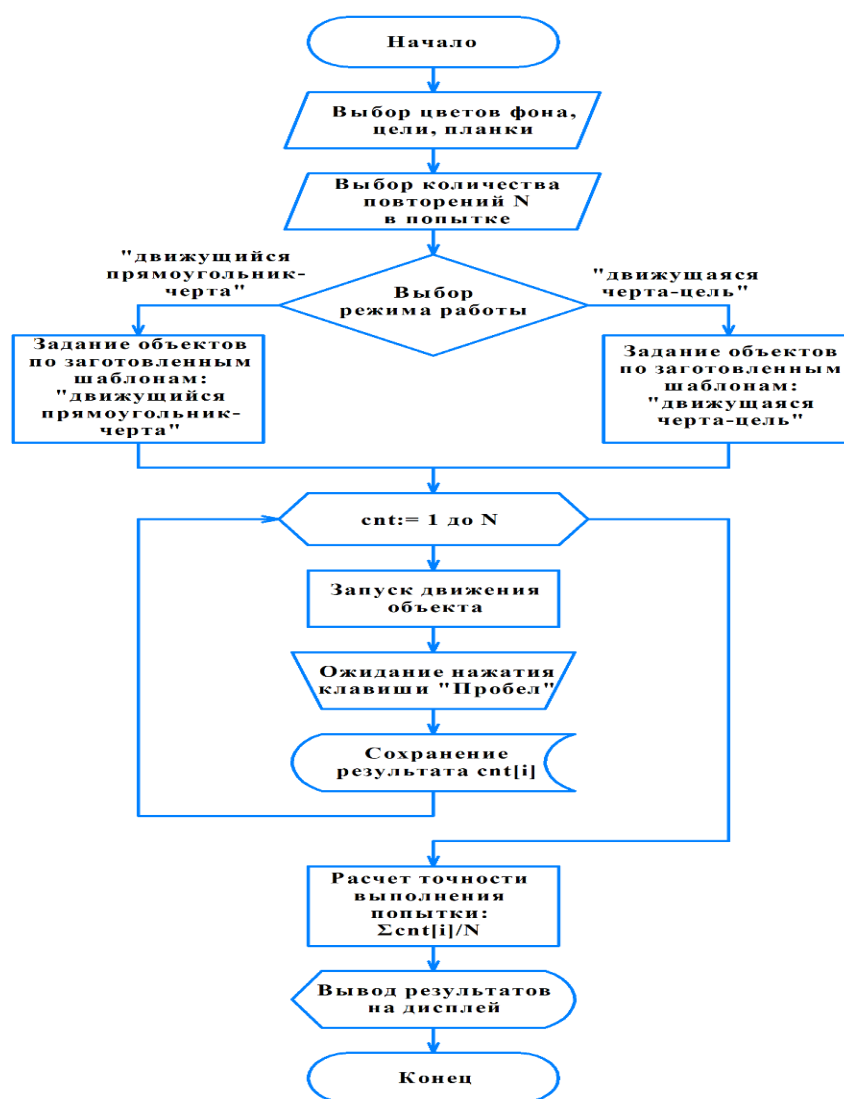 Начало
Выбор цветов фона,
цели, планки
Выбор количества
повторений N
в попытке
"движущийся
прямоугольник-
черта"
Выбор
режима работы
"движущаяся
черта-цель"
Задание объектов
по заготовленным
шаблонам:
"движущийся
прямоугольник-
черта"
Задание объектов
по заготовленным
шаблонам:
"движущаяся
черта-цель"
cnt:= 1 до N
Запуск движения
объекта
Ожидание нажатия
клавиши "Пробел"
Сохранение
результата cnt[i]
Расчет точности
выполнения
попытки:
Σcnt[i]/N
Вывод результатов
на дисплей
Конец